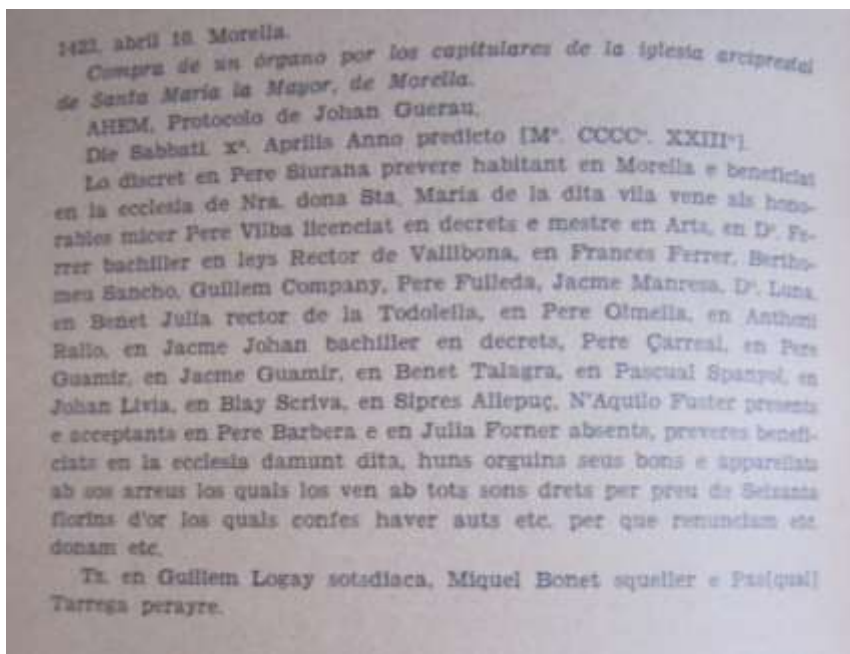 1423, abril 10. Morella.
Compra de un órgano por los capitulares de la iglesia arciprestal
de Santa María la Mayor, de Morella.
AHEM, Protocolo de Johan Guerau.
Die Sabbati. xª. Aprilis Anno predicto [Mº. CCCCº. XXIIIº].
Lo discret en Pere Siurana prevere habitant en Morella e beneficiat
en la ecclesia de Nra. dona Sta. Maria de la dita vila vene als hono-
rables micer Pere Vilba licenciat en decrets e mestre en Arts, en Dº. Fe-
rrer bachiller en leys Rector de Vallibona, en Frances Ferrer, Bertho-
meu Sancho, Guillem Company, Pere Fulleda, Jacme Manresa, Dº. Luna,
en Benet Julia rector de la Todolella, en Pere Olmella, en Anthoni
Rallo, en Jacme Johan bachiller en decrets, Pere Çarreal, en Pere
Guamir, en Jacme Guamir, en Benet Talagra, en Pascual Spanyol, en
Johan Livia, en Blay Scriva, en Sipres Allepuç, N'Aquilo Fuster presents
e acceptants en Pere Barbera e en Julia Forner absents, preveres benefi-
ciats en la ecclesia damunt dita, huns orguins seus bons e apparellats
ab sos arreus los quals los ven ab tots sons drets per preu de Seixanta
florins d'or los quals confes haver auts etc. per que renunciam etc.
donam etc.
Ts. en Guillem Logay sotsdiaca, Miquel Bonet squeller e Pas[qual]
Tarrega perayre.